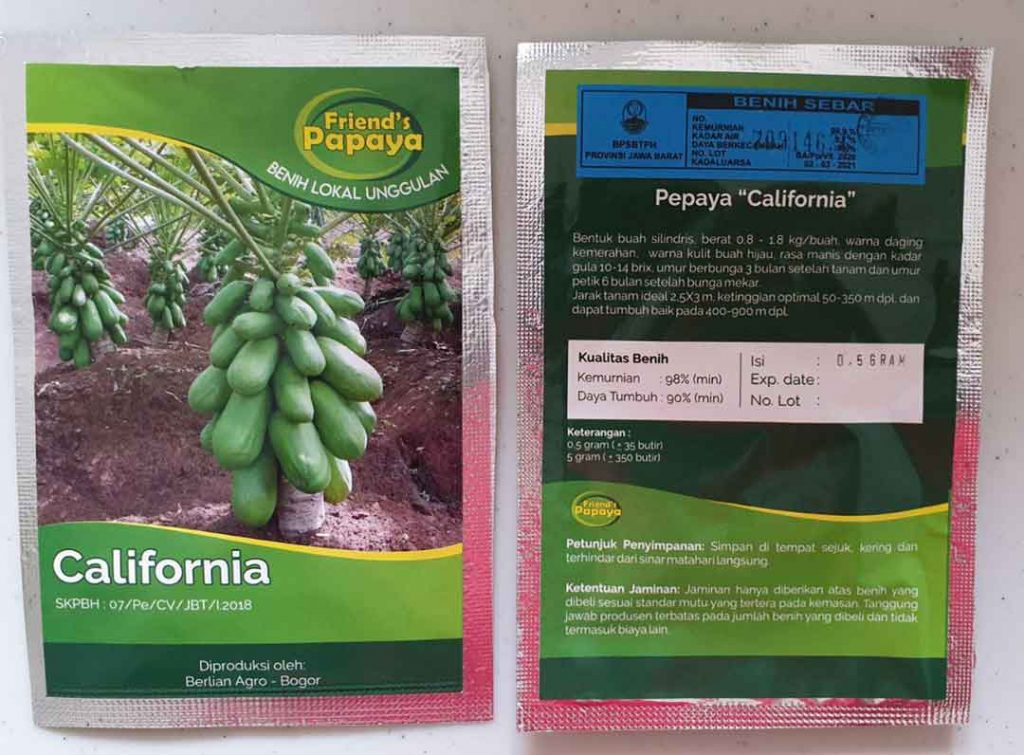 Friend's
Papaya
BENIH LOKAL UNGGULAN
California
SKPBH : 07/Pe/CV/JBT/I.2018
Diproduksi oleh:
Berlian Agro - Bogor
BPSBTPH
PROVINSI JAWA BARAT
BENIH SEBAR
NO.
KEMURNIAN
KADAR AIR
DAYA BERKECAMBAH
NO. LOT
KADALUARSA
709146
02 - 03 - 2021
Pepaya “California”
Bentuk buah silindris, berat 0.8 - 1.8 kg/buah, warna daging
kemerahan, warna kulit buah hijau, rasa manis dengan kadar
gula 10-14 brix, umur berbunga 3 bulan setelah tanam dan umur
petik 6 bulan setelah bunga mekar.
Jarak tanam ideal 2,5X3 m, ketinggian optimal 50-350 m dpl, dan
dapat tumbuh baik pada 400-900 m dpl.
Kualitas Benih
Kemurnian : 98% (min)
Daya Tumbuh : 90% (min)
Isi : 0.5 GRAM
Exp. date :
No. Lot :
Keterangan :
0,5 gram ( ± 35 butir)
5 gram ( ± 350 butir)
Friend's
Papaya
Petunjuk Penyimpanan: Simpan di tempat sejuk, kering dan
terhindar dari sinar matahari langsung.
Ketentuan Jaminan: Jaminan hanya diberikan atas benih yang
dibeli sesuai standar mutu yang tertera pada kemasan. Tanggung
jawab produsen terbatas pada jumlah benih yang dibeli dan tidak
termasuk biaya lain.